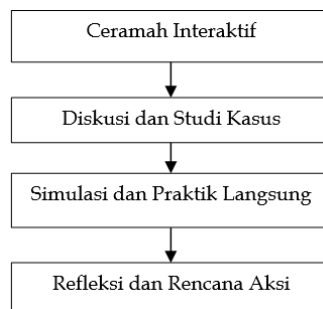 Ceramah Interaktif
Diskusi dan Studi Kasus
Simulasi dan Praktik Langsung
Refleksi dan Rencana Aksi